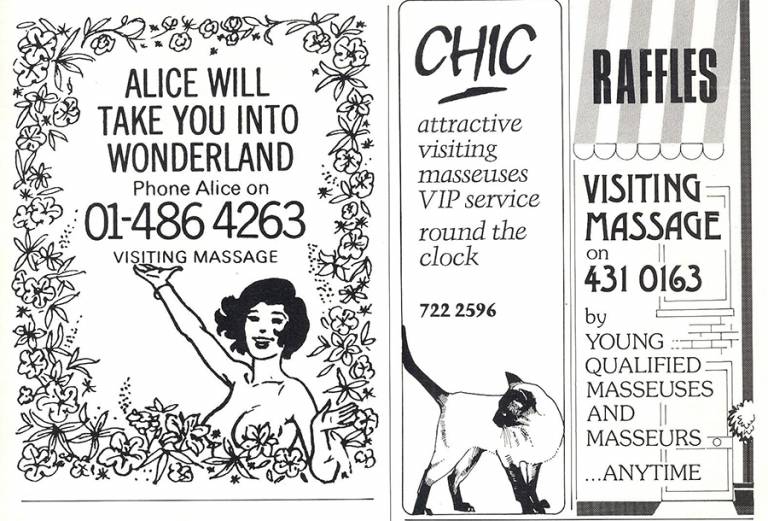 ALICE WILL
TAKE YOU INTO
WONDERLAND
Phone Alice on
01-486 4263
VISITING MASSAGE
CHIC
attractive
visiting
masseuses
VIP service
round the
clock
722 2596
RAFFLES
VISITING
MASSAGE
on
431 0163
by
YOUNG
QUALIFIED
MASSEUSES
AND
MASSEURS
...ANYTIME